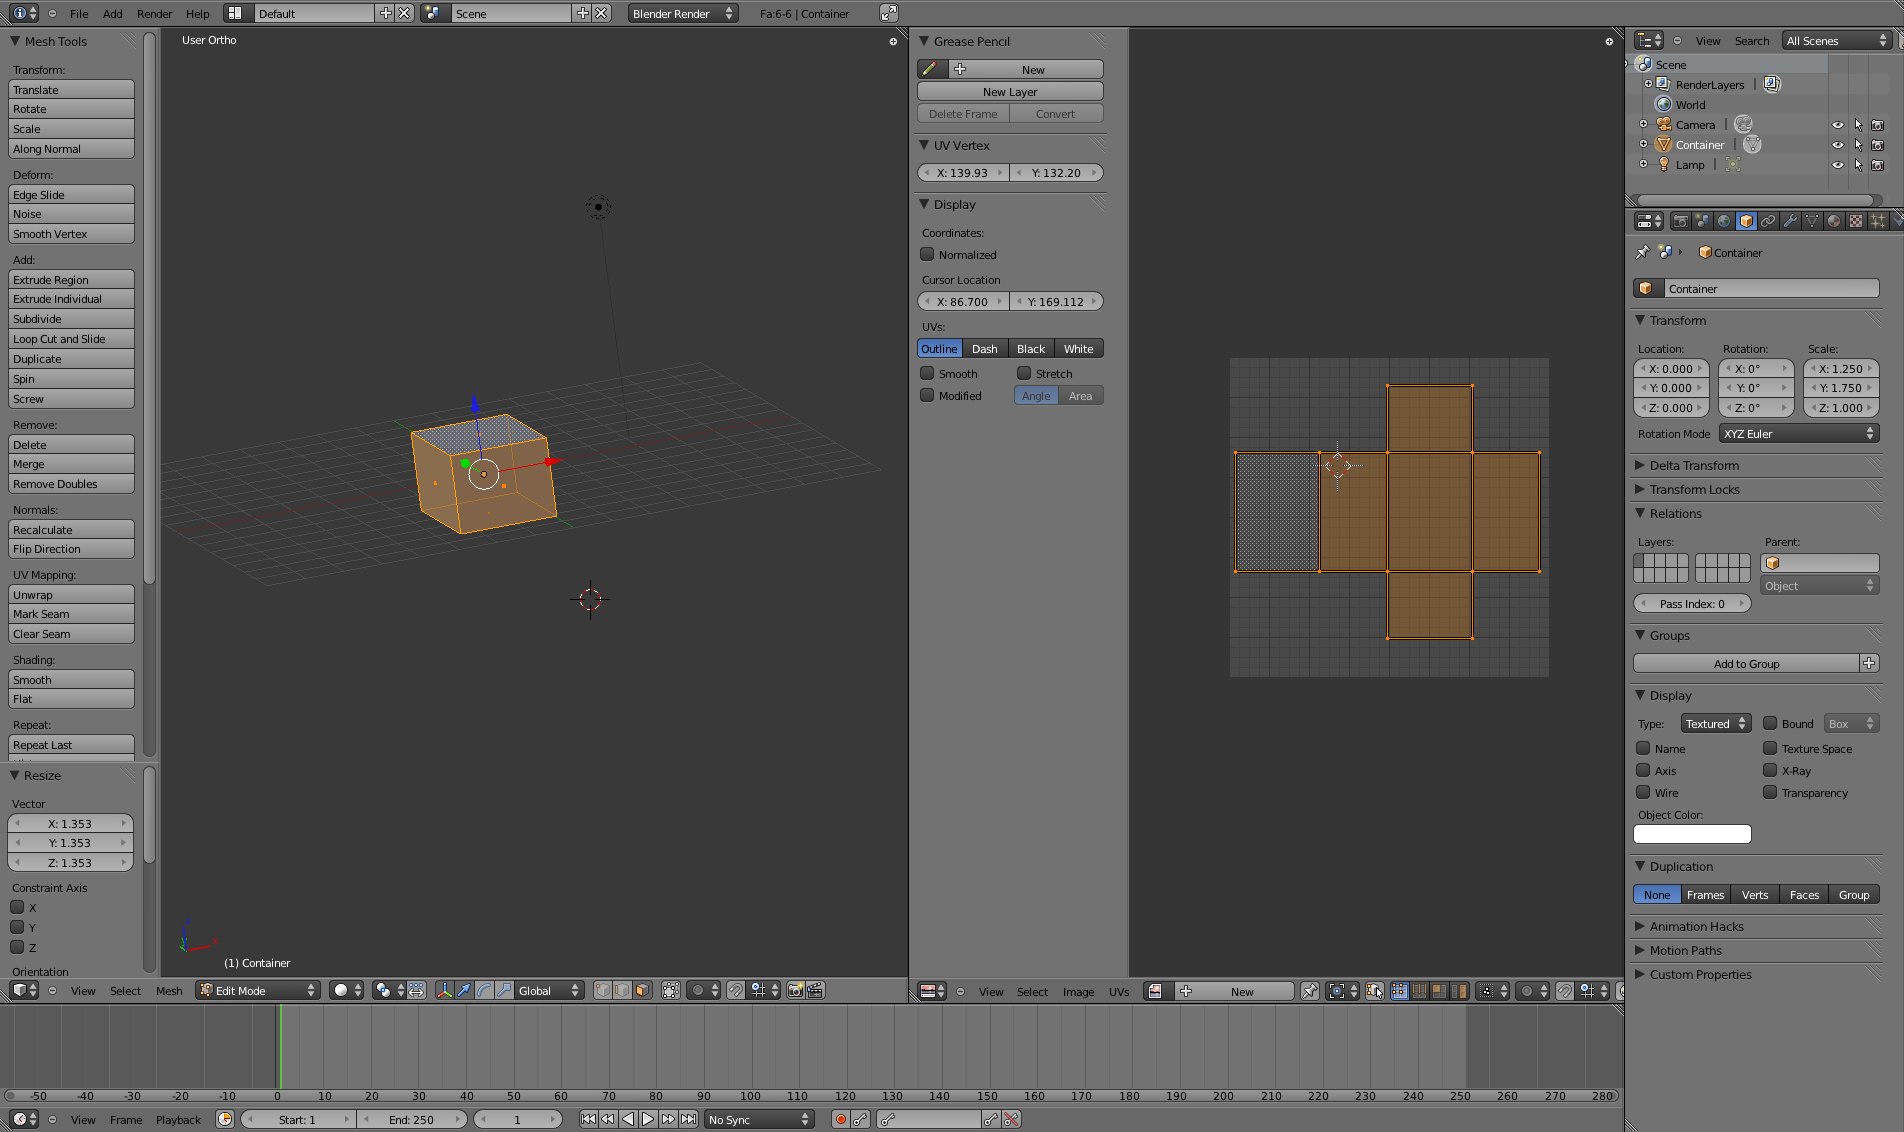 File Add Render Help Default Scene Blender Render Fa:6-6 | Container
Mesh Tools
Transform:
Translate
Rotate
Scale
Along Normal
Deform:
Edge Slide
Noise
Smooth Vertex
Add:
Extrude Region
Extrude Individual
Subdivide
Loop Cut and Slide
Duplicate
Spin
Screw
Remove:
Delete
Merge
Remove Doubles
Normals:
Recalculate
Flip Direction
UV Mapping:
Unwrap
Mark Seam
Clear Seam
Shading:
Smooth
Flat
Repeat:
Repeat Last
Resize
Vector
X: 1.353
Y: 1.353
Z: 1.353
Constraint Axis
X
Y
Z
Orientation
User Ortho
(1) Container
View Select Mesh Edit Mode Global
Grease Pencil
New
New Layer
Delete Frame Convert
UV Vertex
X: 139.93 Y: 132.20
Display
Coordinates:
Normalized
Cursor Location
X: 86.700 Y: 169.112
UVs:
Outline Dash Black White
Smooth Stretch
Modified Angle Area
View Select Image UVs New
View Search All Scenes
Scene
RenderLayers |
World
Camera |
Container |
Lamp |
Container
Container
Transform
Location: Rotation: Scale:
X: 0.000 X: 0° X: 1.250
Y: 0.000 Y: 0° Y: 1.750
Z: 0.000 Z: 0° Z: 1.000
Rotation Mode XYZ Euler
Delta Transform
Transform Locks
Relations
Layers: Parent:
Object
Pass Index: 0
Groups
Add to Group
Display
Type: Textured Bound Box
Name Texture Space
Axis X-Ray
Wire Transparency
Object Color:
Duplication
None Frames Verts Faces Group
Animation Hacks
Motion Paths
Custom Properties
-50 -40 -30 -20 -10 0 10 20 30 40 50 60 70 80 90 100 110 120 130 140 150 160 170 180 190 200 210 220 230 240 250 260 270 280
View Frame Playback Start: 1 End: 250 1 No Sync